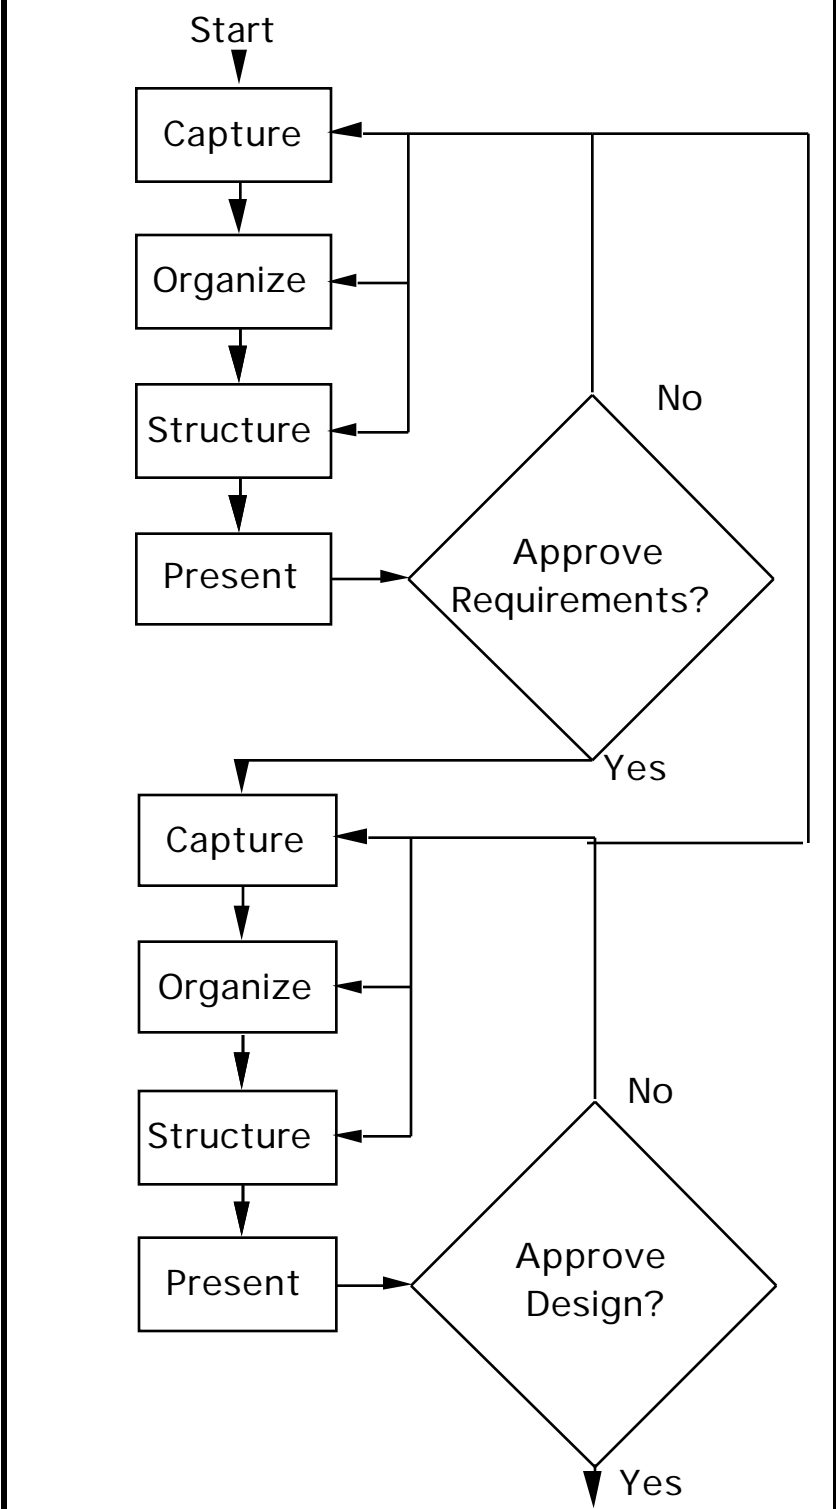 Start
Capture
Organize
Structure
No
Approve
Requirements?
Present
Yes
Capture
Organize
Structure
No
Approve
Design?
Present
Yes